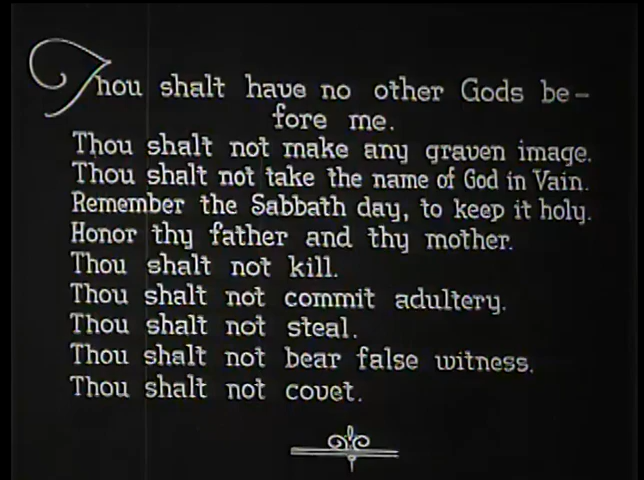 Thou shalt have no other Gods be-
fore me.
Thou shalt not make any graven image.
Thou shalt not take the name of God in Vain.
Remember the Sabbath day, to keep it holy.
Honor thy father and thy mother.
Thou shalt not kill.
Thou shalt not commit adultery.
Thou shalt not steal.
Thou shalt not bear false witness.
Thou shalt not covet.